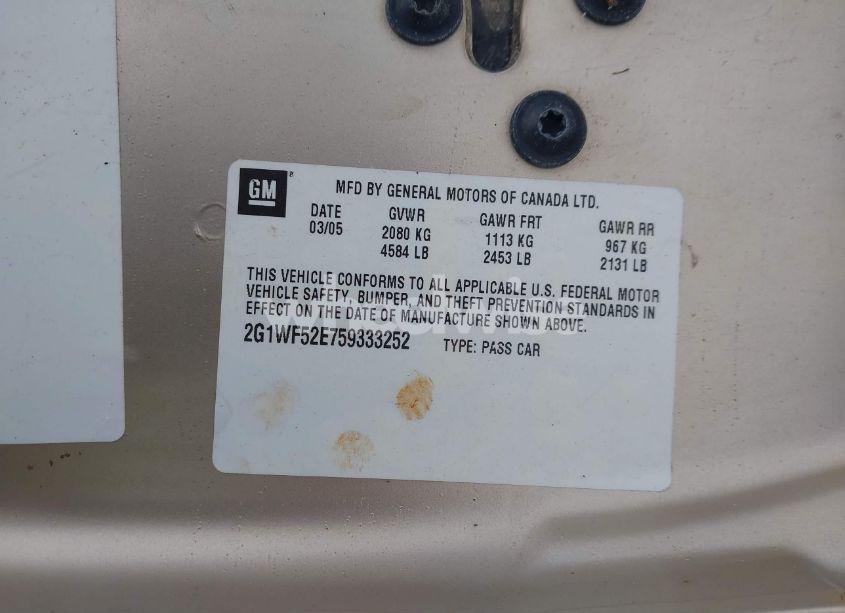 GM
MFD BY GENERAL MOTORS OF CANADA LTD.
DATE GVWR GAWR FRT GAWR RR
03/05 2080 KG 1113 KG 967 KG
4584 LB 2453 LB 2131 LB
THIS VEHICLE CONFORMS TO ALL APPLICABLE U.S. FEDERAL MOTOR
VEHICLE SAFETY, BUMPER, AND THEFT PREVENTION STANDARDS IN
EFFECT ON THE DATE OF MANUFACTURE SHOWN ABOVE.
2G1WF52E759333252 TYPE: PASS CAR